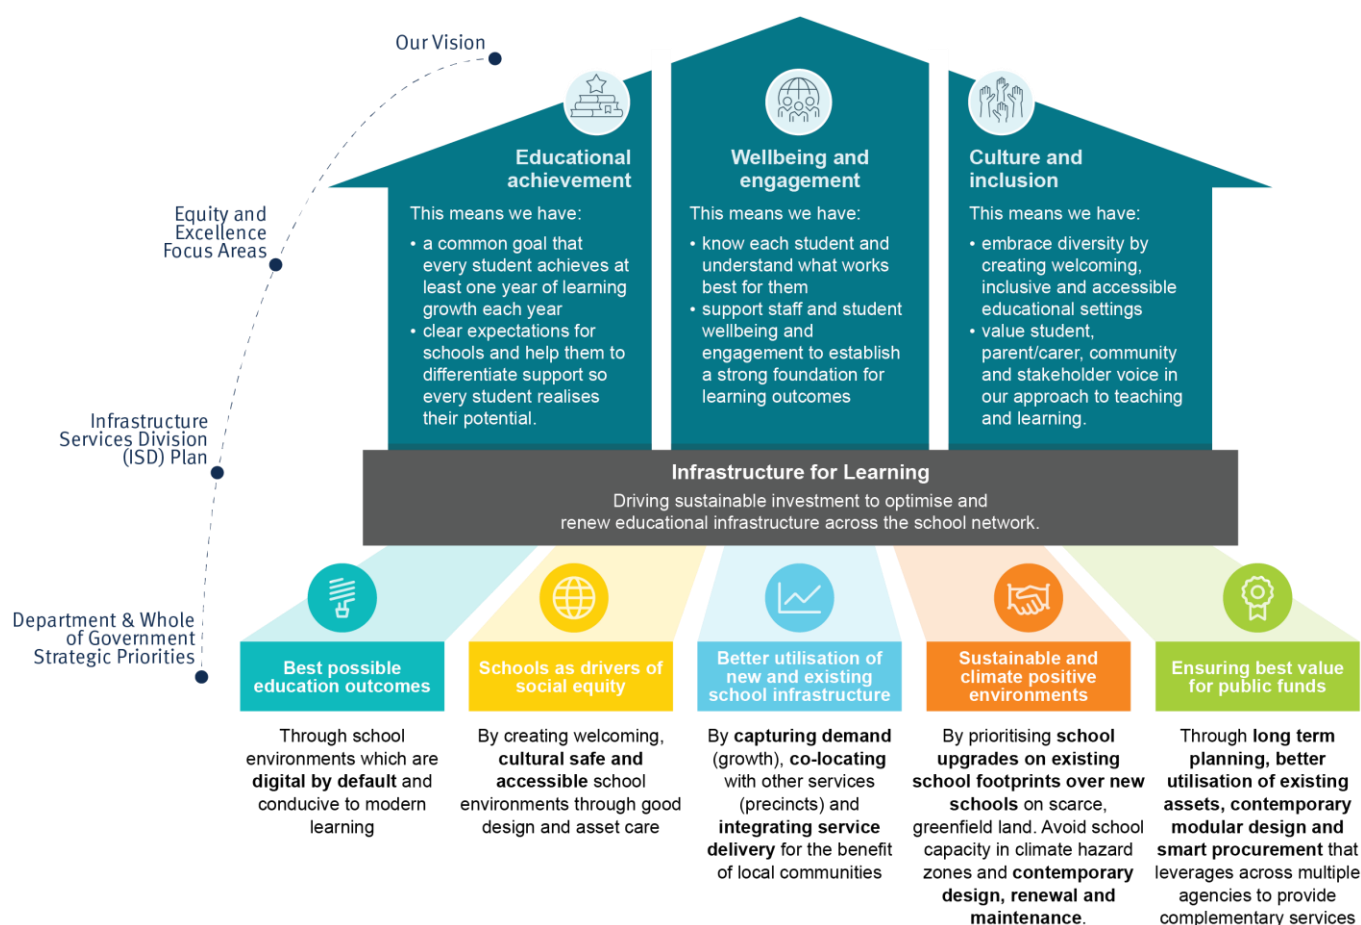 Our Vision
Equity and
Excellence
Focus Areas
Infrastructure
Services Division
(ISD) Plan
Department & Whole
of Government
Strategic Priorities
Educational
achievement
This means we have:
• a common goal that
every student achieves at
least one year of learning
growth each year
• clear expectations for
schools and help them to
differentiate support so
every student realises
their potential.
Wellbeing and
engagement
This means we have:
• know each student and
understand what works
best for them
• support staff and student
wellbeing and
engagement to establish
a strong foundation for
learning outcomes
Culture and
inclusion
This means we have:
• embrace diversity by
creating welcoming,
inclusive and accessible
educational settings
• value student,
parent/carer, community
and stakeholder voice in
our approach to teaching
and learning.
Infrastructure for Learning
Driving sustainable investment to optimise and
renew educational infrastructure across the school network.
Best possible
education outcomes
Through school
environments which are
digital by default and
conducive to modern
learning
Schools as drivers of
social equity
By creating welcoming,
cultural safe and
accessible school
environments through good
design and asset care
Better utilisation of
new and existing
school infrastructure
By capturing demand
(growth), co-locating
with other services
(precincts) and
integrating service
delivery for the benefit
of local communities
Sustainable and
climate positive
environments
By prioritising school
upgrades on existing
school footprints over new
schools on scarce,
greenfield land. Avoid school
capacity in climate hazard
zones and contemporary
design, renewal and
maintenance.
Ensuring best value
for public funds
Through long term
planning, better
utilisation of existing
assets, contemporary
modular design and
smart procurement that
leverages across multiple
agencies to provide
complementary services